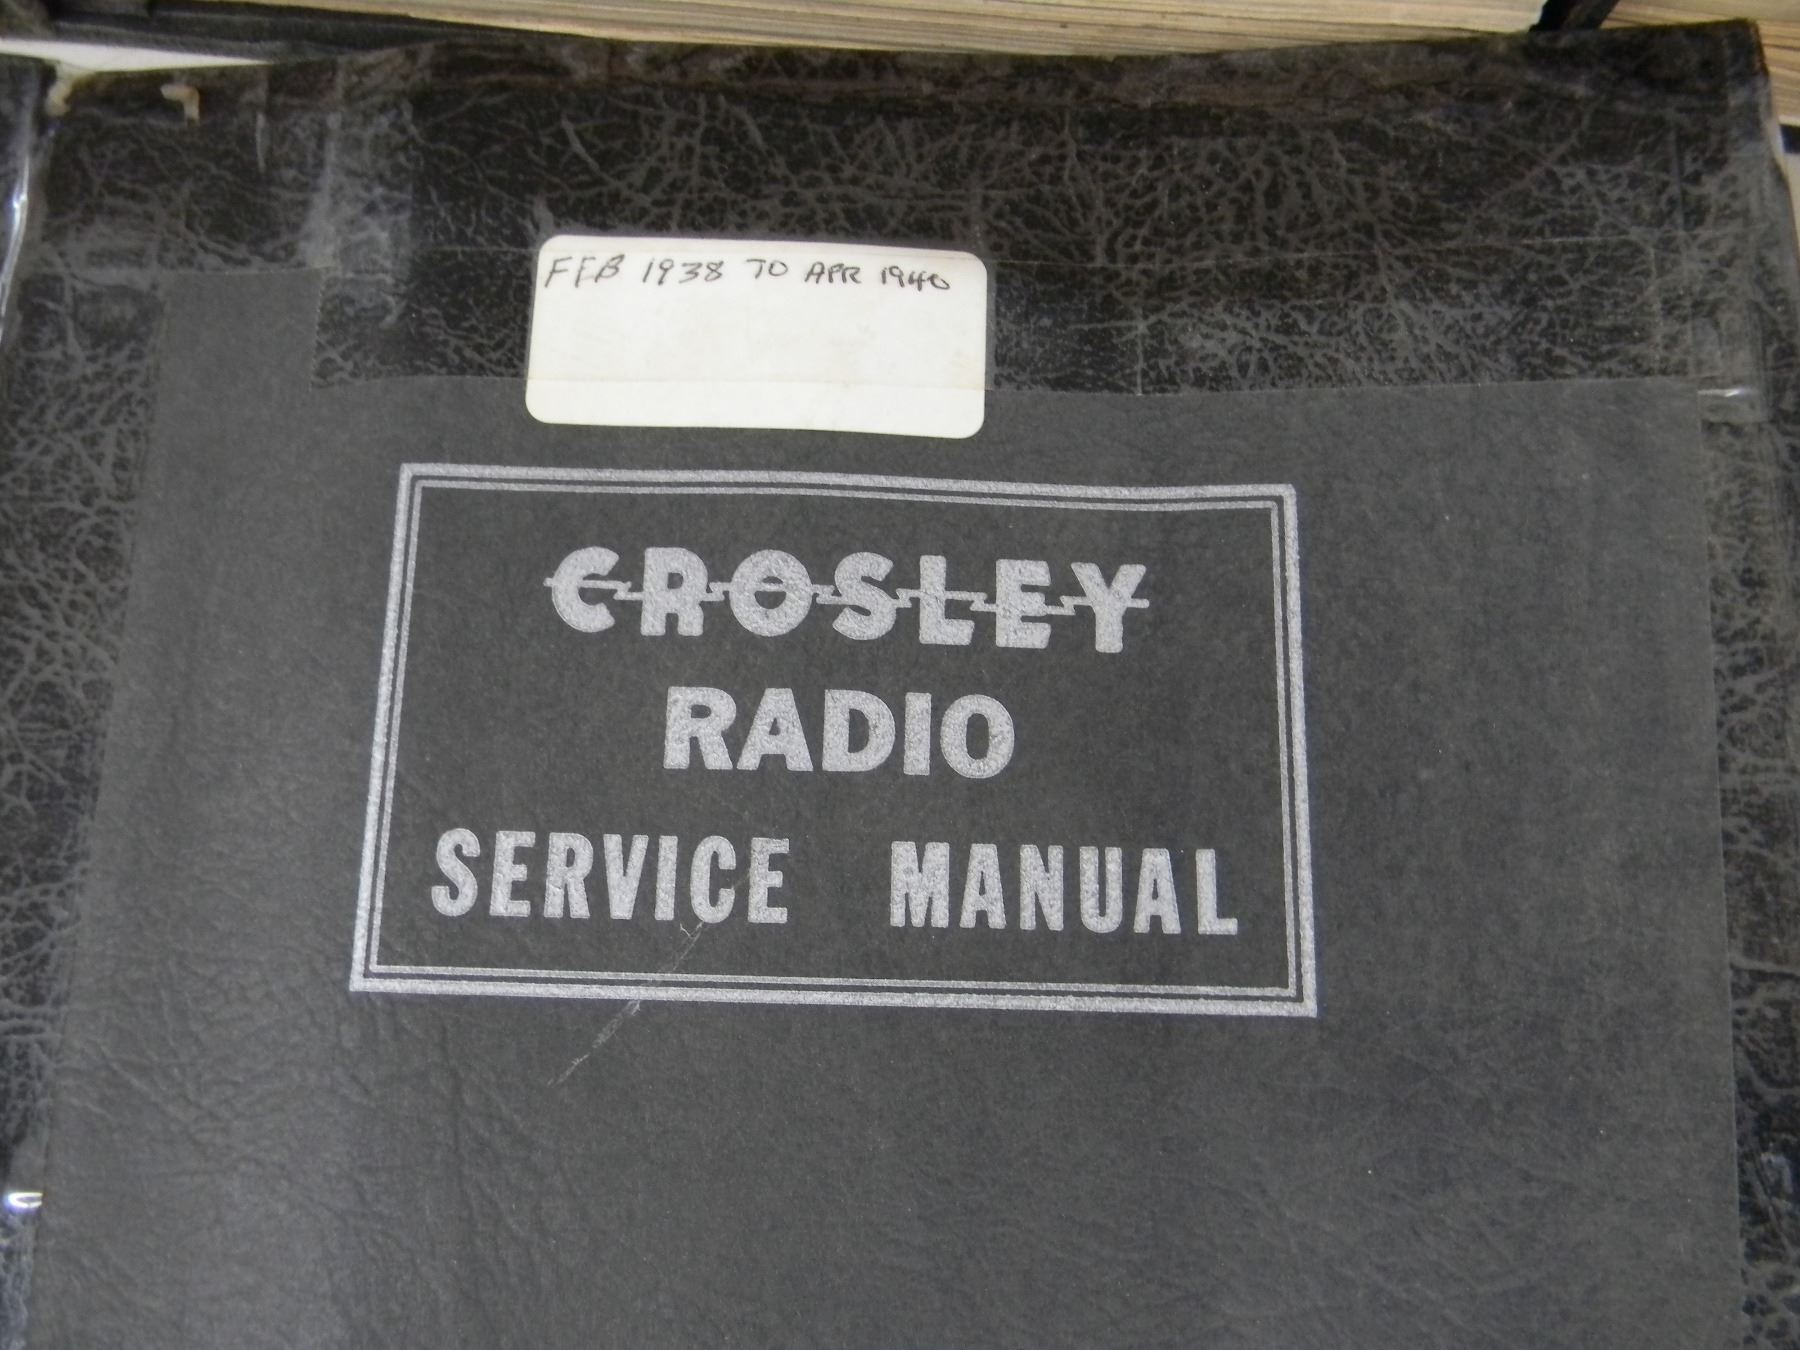 FEB 1938 TO APR 1940
CROSLEY
RADIO
SERVICE MANUAL